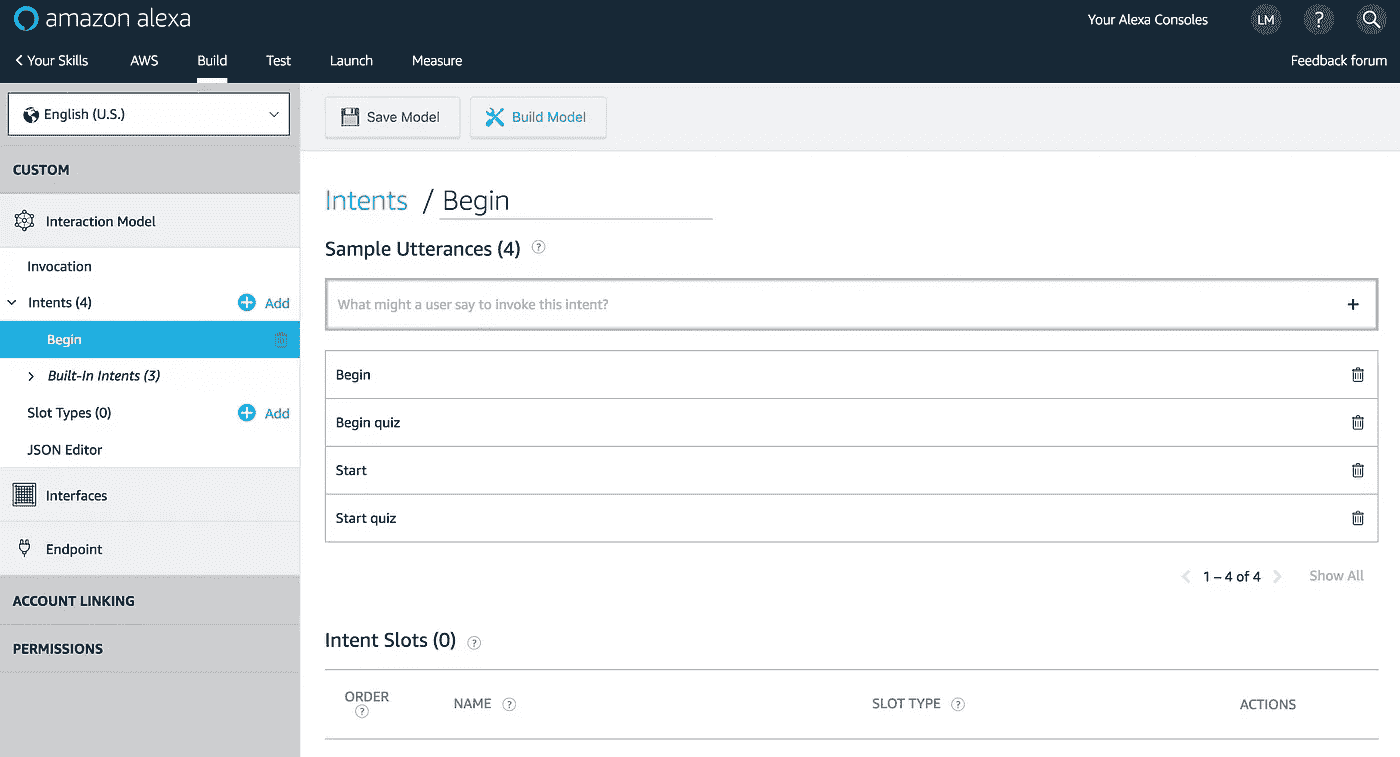 amazon alexa
Your Alexa Consoles LM ?
< Your Skills AWS Build Test Launch Measure Feedback forum
English (U.S.)
Save Model Build Model
CUSTOM
Interaction Model
Invocation
Intents (4) Add
Begin
Built-In Intents (3)
Slot Types (0) Add
JSON Editor
Interfaces
Endpoint
ACCOUNT LINKING
PERMISSIONS
Intents / Begin
Sample Utterances (4) ?
What might a user say to invoke this intent? +
Begin
Begin quiz
Start
Start quiz
< 1 – 4 of 4 > Show All
Intent Slots (0) ?
ORDER ? NAME ? SLOT TYPE ? ACTIONS